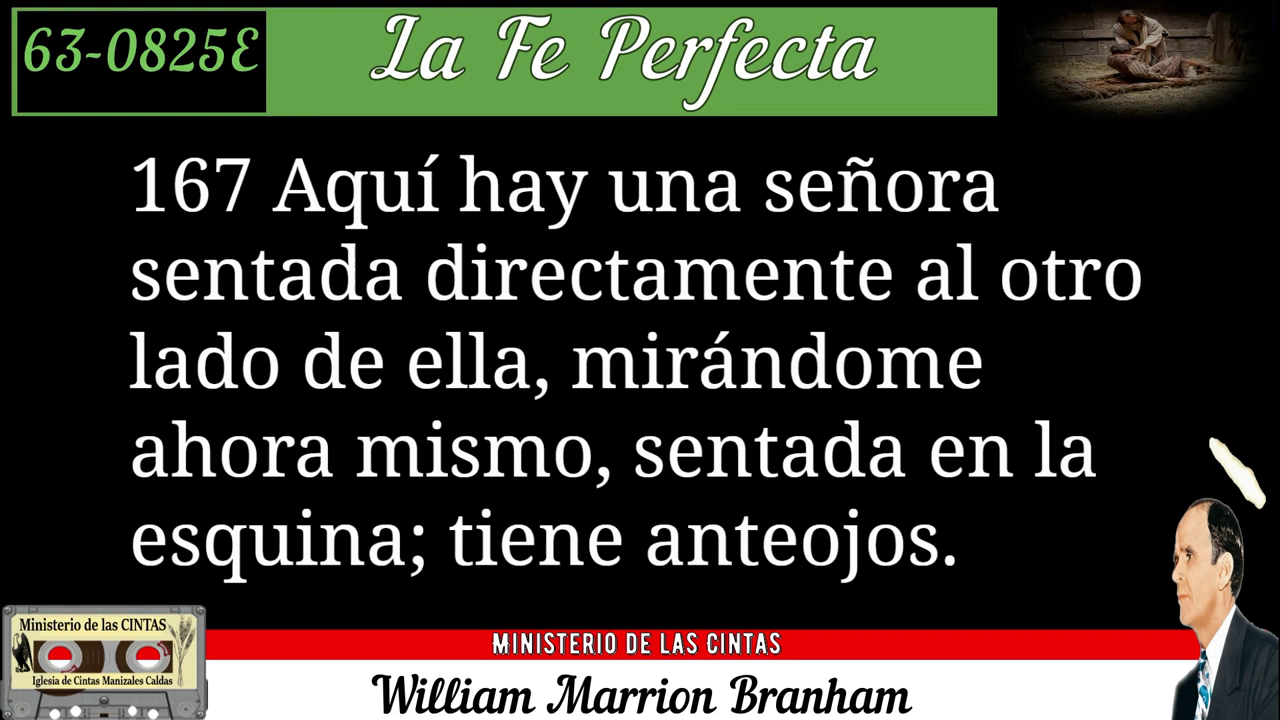 63-0825E
La Fe Perfecta
167 Aquí hay una señora
sentada directamente al otro
lado de ella, mirándome
ahora mismo, sentada en la
esquina; tiene anteojos.
Ministerio de las CINTAS
Iglesia de Cintas Manizales Caldas
MINISTERIO DE LAS CINTAS
William Marrion Branham